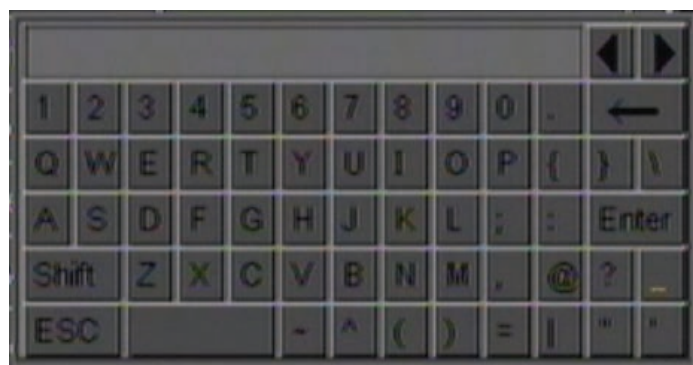 1 2 3 4 5 6 7 8 9 0 . ←
Q W E R T Y U I O P { } \
A S D F G H J K L ; : Enter
Shift Z X C V B N M , @ ? _
ESC ~ ^ ( ) = | "" "